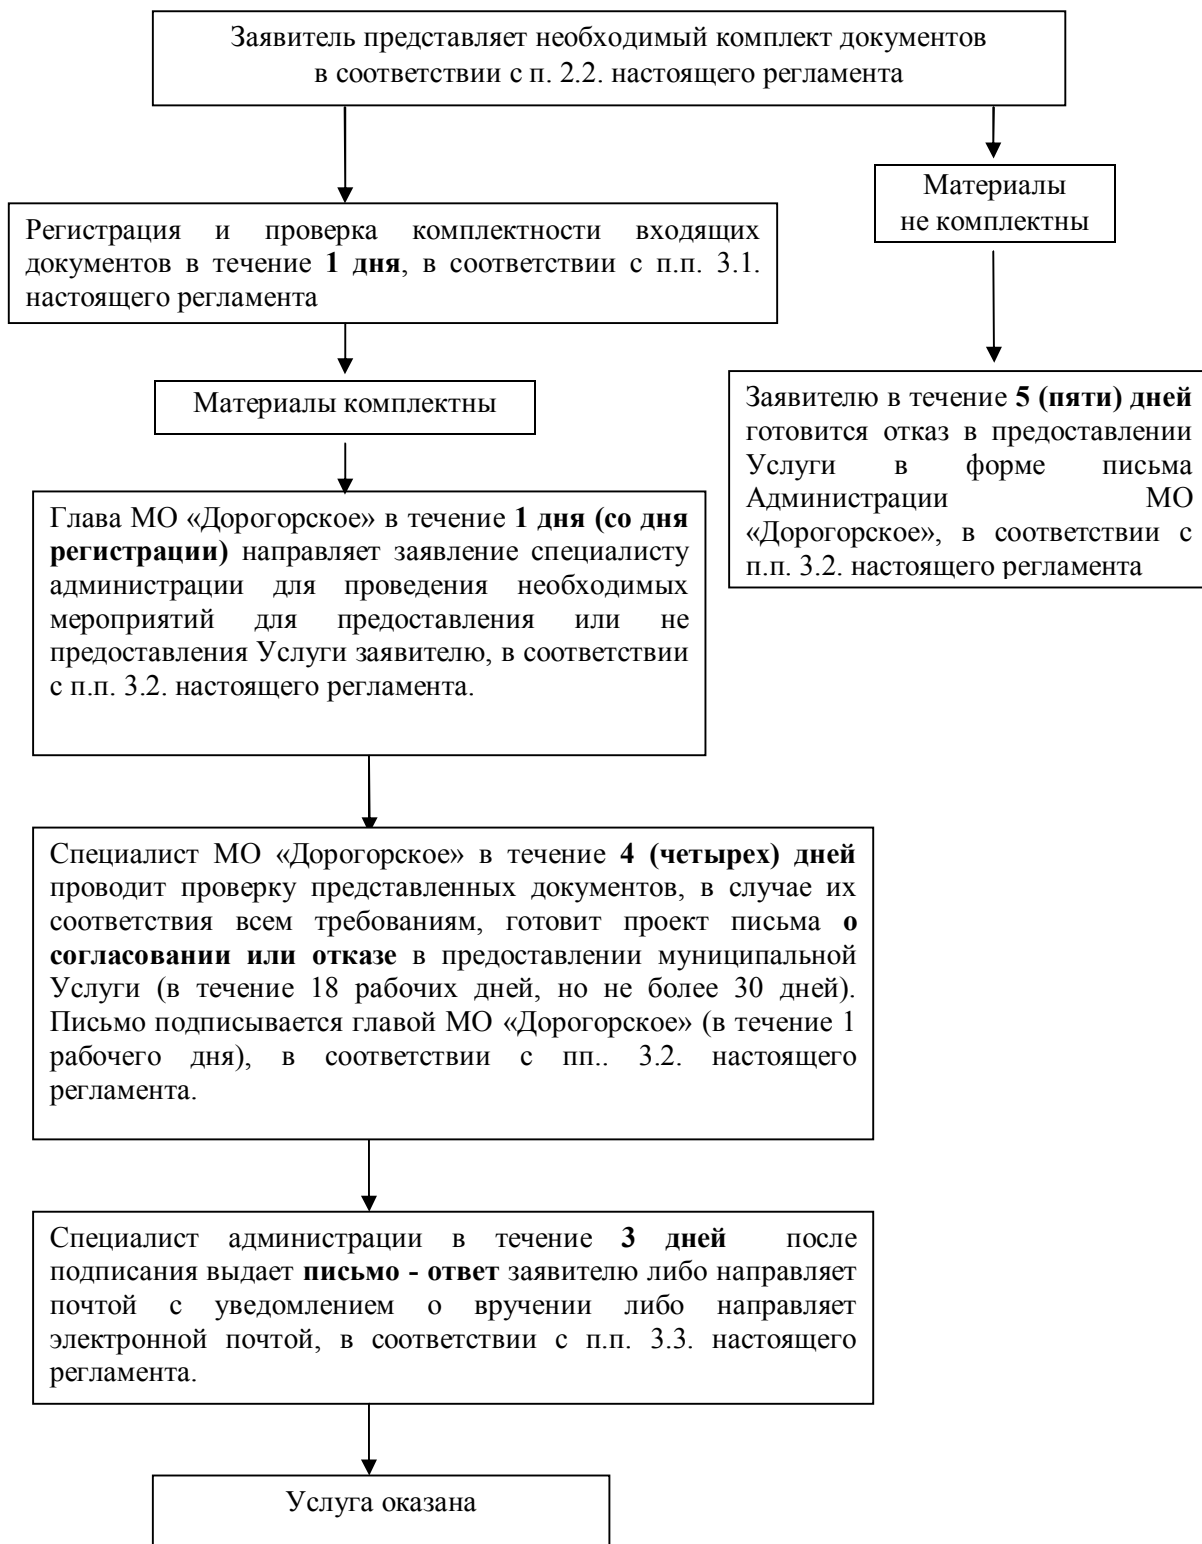 Заявитель представляет необходимый комплект документов
в соответствии с п. 2.2. настоящего регламента
Материалы
не комплектны
Регистрация и проверка комплектности входящих
документов в течение 1 дня, в соответствии с п.п. 3.1.
настоящего регламента
Материалы комплектны
Заявителю в течение 5 (пяти) дней
готовится отказ в предоставлении
Услуги в форме письма
Администрации МО
«Дорогорское», в соответствии с
п.п. 3.2. настоящего регламента
Глава МО «Дорогорское» в течение 1 дня (со дня
регистрации) направляет заявление специалисту
администрации для проведения необходимых
мероприятий для предоставления или не
предоставления Услуги заявителю, в соответствии
с п.п. 3.2. настоящего регламента.
Специалист МО «Дорогорское» в течение 4 (четырех) дней
проводит проверку представленных документов, в случае их
соответствия всем требованиям, готовит проект письма о
согласовании или отказе в предоставлении муниципальной
Услуги (в течение 18 рабочих дней, но не более 30 дней).
Письмо подписывается главой МО «Дорогорское» (в течение 1
рабочего дня), в соответствии с пп.. 3.2. настоящего
регламента.
Специалист администрации в течение 3 дней после
подписания выдает письмо - ответ заявителю либо направляет
почтой с уведомлением о вручении либо направляет
электронной почтой, в соответствии с п.п. 3.3. настоящего
регламента.
Услуга оказана